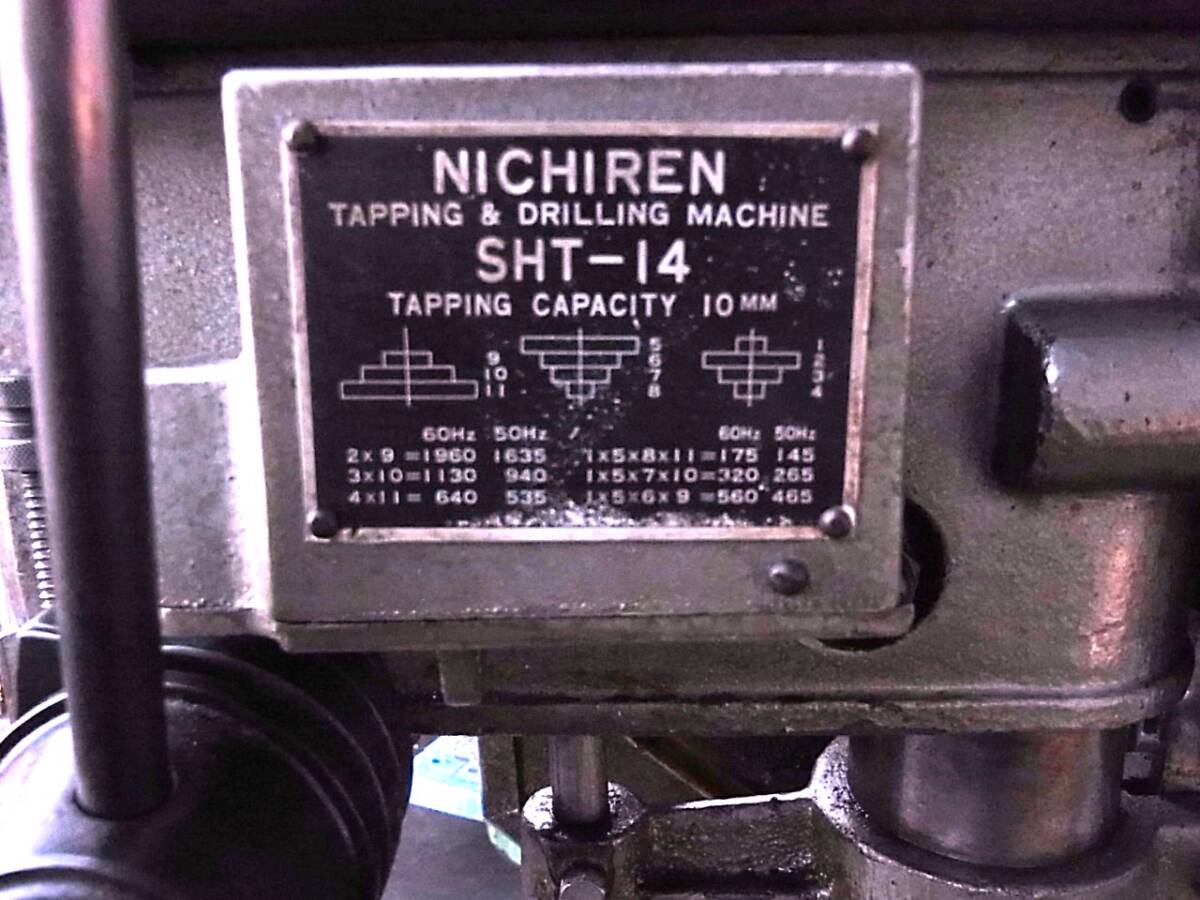 NICHIREN
TAPPING & DRILLING MACHINE
SHT-14
TAPPING CAPACITY 10MM
9
10
11
5
6
7
8
1
2
3
4
60Hz 50Hz
2×9=1960 1635
3×10=1130 940
4×11= 640 535
60Hz 50Hz
1×5×8×11=175 145
1×5×7×10=320 265
1×5×6×9=560 465